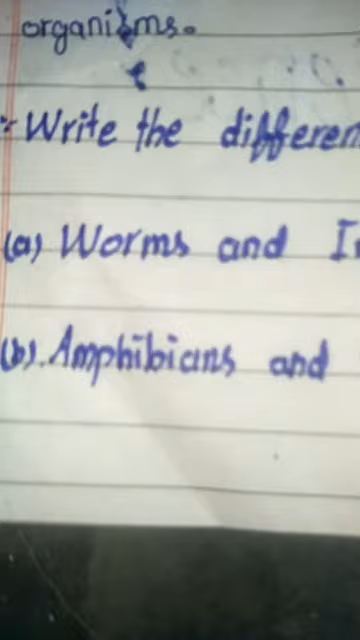 organisms.
Write the differen
(a) Worms and I
(b). Amphibians and